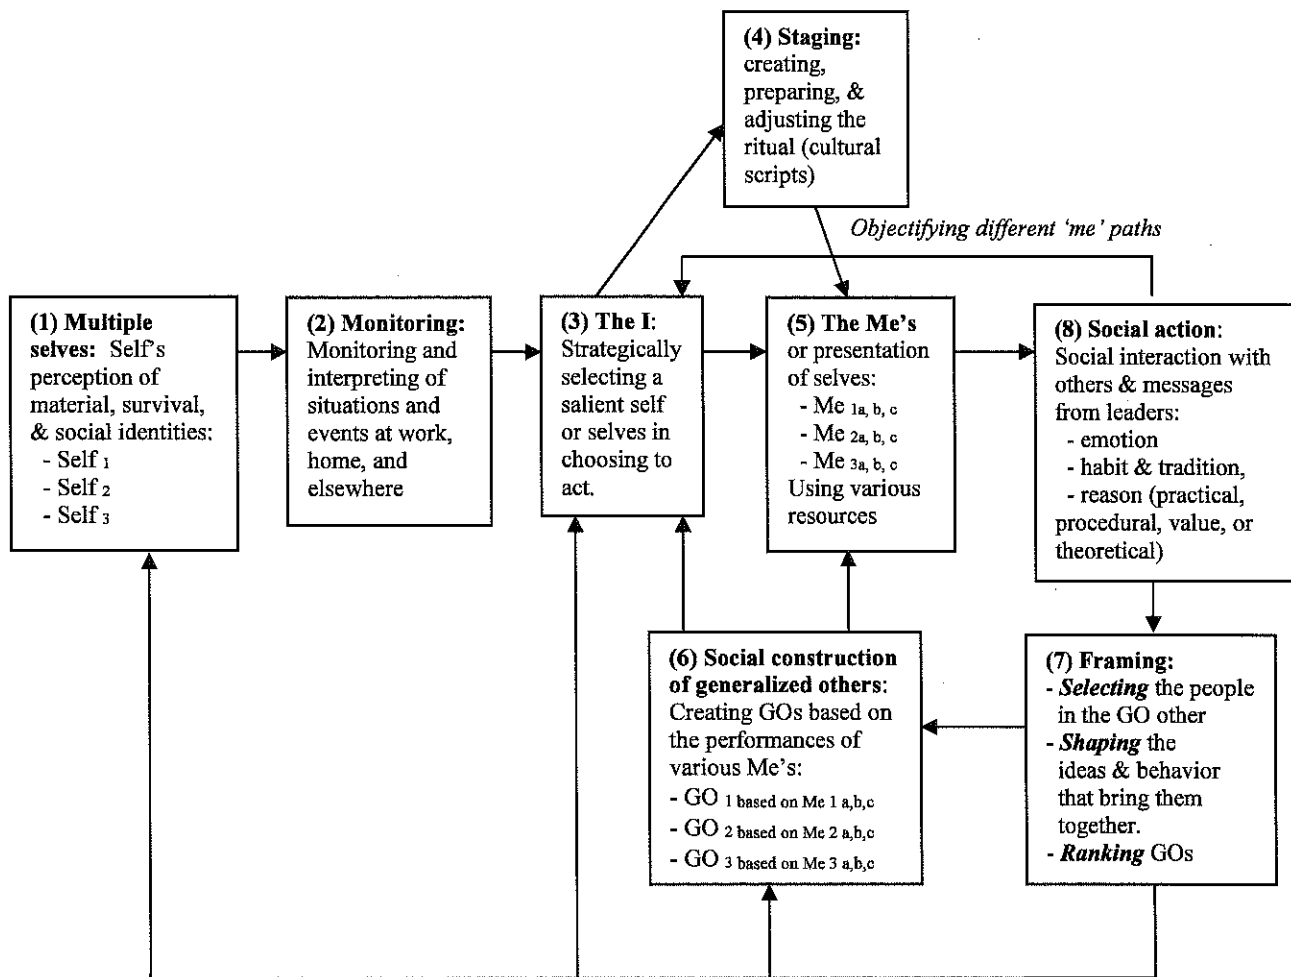 (4) Staging:
creating,
preparing, &
adjusting the
ritual (cultural
scripts)
Objectifying different 'me' paths
(1) Multiple
selves: Self's
perception of
material, survival,
& social identities:
- Self 1
- Self 2
- Self 3
(2) Monitoring:
Monitoring and
interpreting of
situations and
events at work,
home, and
elsewhere
(3) The I:
Strategically
selecting a
salient self
or selves in
choosing to
act.
(5) The Me's
or presentation
of selves:
- Me 1a, b, c
- Me 2a, b, c
- Me 3a, b, c
Using various
resources
(8) Social action:
Social interaction with
others & messages
from leaders:
- emotion
- habit & tradition,
- reason (practical,
procedural, value, or
theoretical)
(6) Social construction
of generalized others:
Creating GOs based on
the performances of
various Me's:
- GO 1 based on Me 1 a,b,c
- GO 2 based on Me 2 a,b,c
- GO 3 based on Me 3 a,b,c
(7) Framing:
- Selecting the people
in the GO other
- Shaping the
ideas & behavior
that bring them
together.
- Ranking GOs